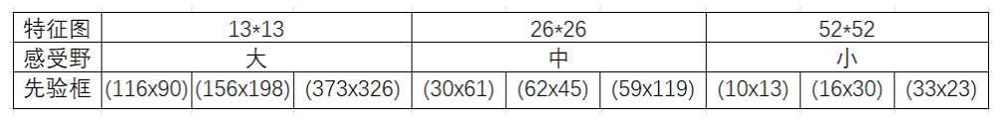 特征图 13*13 26*26 52*52
感受野 大 中 小
先验框 (116x90) (156x198) (373x326) (30x61) (62x45) (59x119) (10x13) (16x30) (33x23)